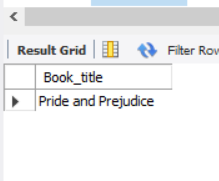 Result Grid Filter Row
Book_title
Pride and Prejudice